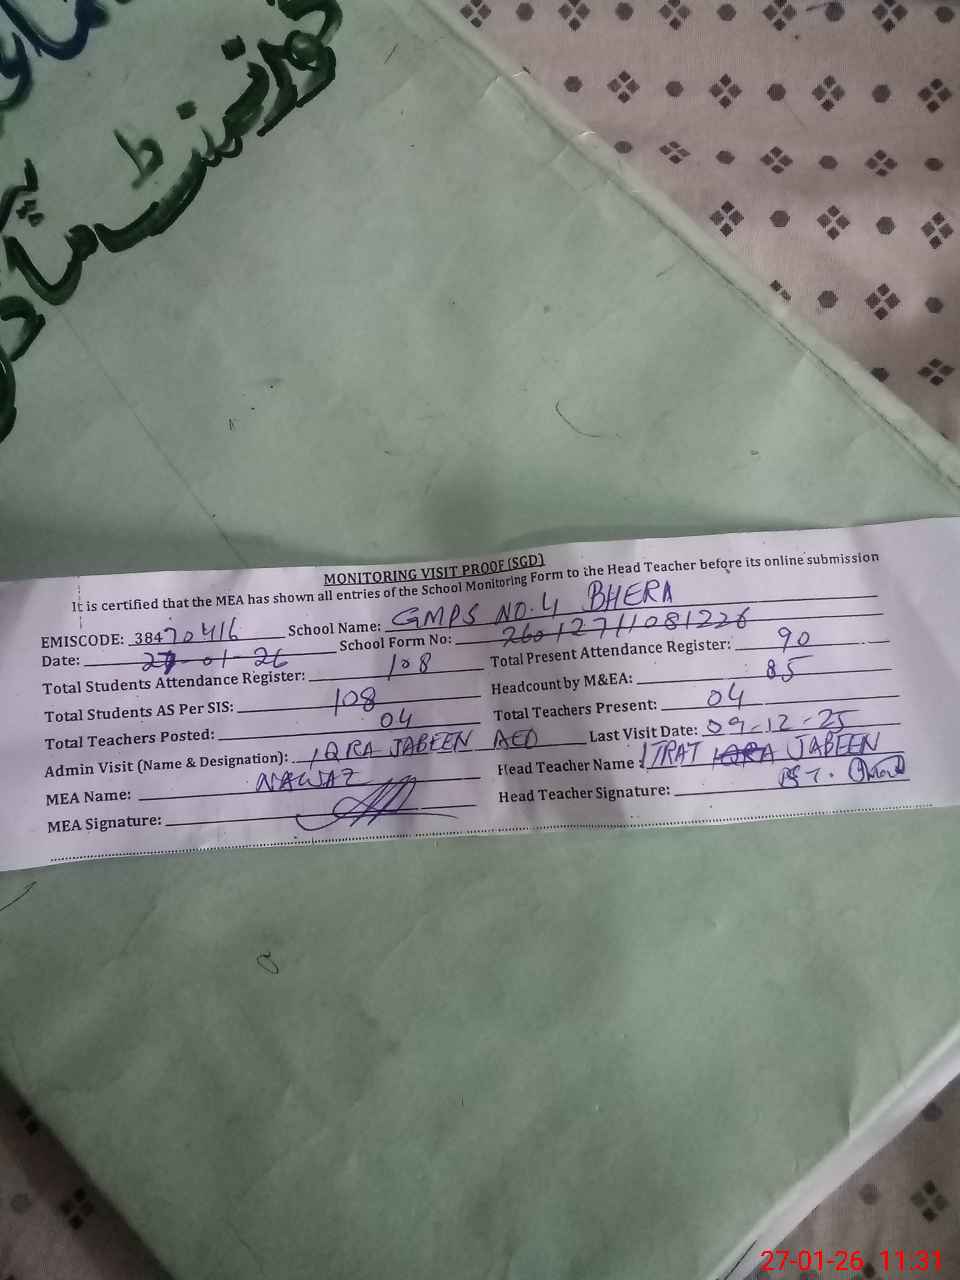 گورنمنٹ
MONITORING VISIT PROOF (SGD)
It is certified that the MEA has shown all entries of the School Monitoring Form to the Head Teacher before its online submission
EMISCODE: 38470416 School Name: GMPS NO.4 BHERA
Date: 27-01-26 School Form No: 26012711081226
Total Students Attendance Register: 108 Total Present Attendance Register: 90
Total Students AS Per SIS: 108 Headcount by M&EA: 85
Total Teachers Posted: 04 Total Teachers Present: 04
Admin Visit (Name & Designation): IQRA JABEEN AEO Last Visit Date: 09-12-25
MEA Name: NAWAZ Head Teacher Name: ITRAT JABEEN
MEA Signature: Head Teacher Signature: PST.
27-01-26 11:31